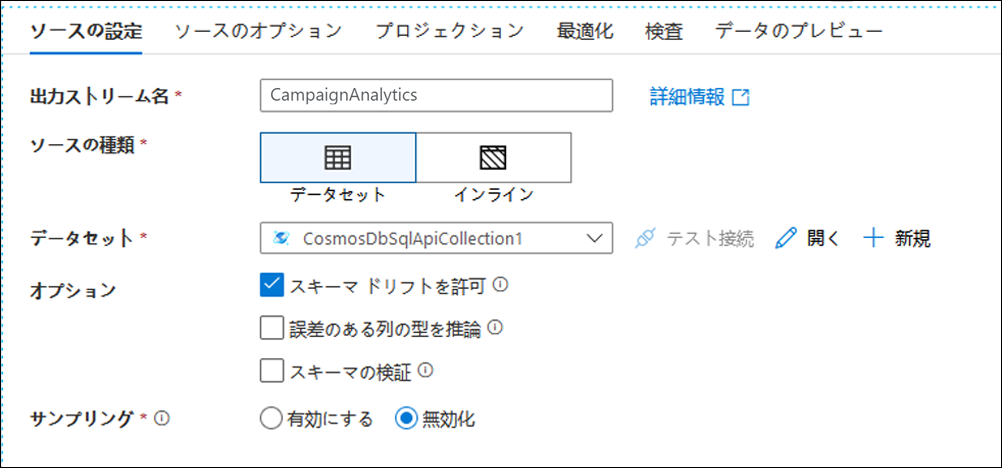 ソースの設定 ソースのオプション プロジェクション 最適化 検査 データのプレビュー
出力ストリーム名 * CampaignAnalytics 詳細情報
ソースの種類 *
データセット インライン
データセット * CosmosDbSqlApiCollection1 テスト接続 開く 新規
オプション スキーマ ドリフトを許可
誤差のある列の型を推論
スキーマの検証
サンプリング * 有効にする 無効化